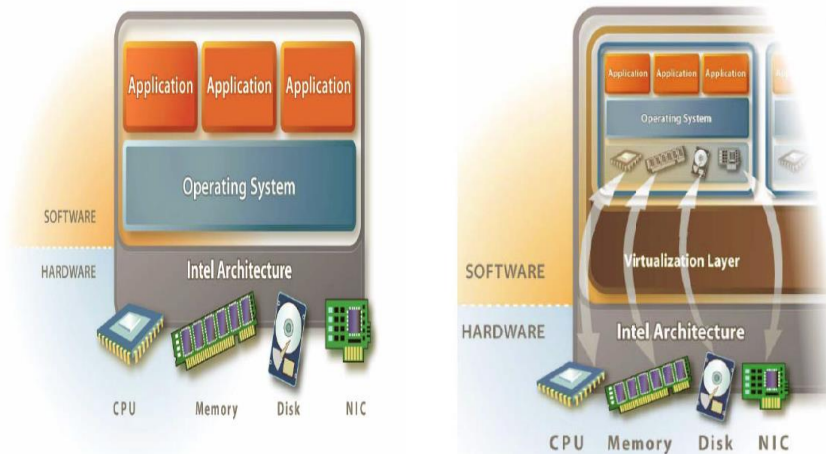 Application Application Application
Operating System
SOFTWARE
HARDWARE
Intel Architecture
CPU Memory Disk NIC
Application Application Application
Operating System
Virtualization Layer
SOFTWARE
HARDWARE
Intel Architecture
CPU Memory Disk NIC